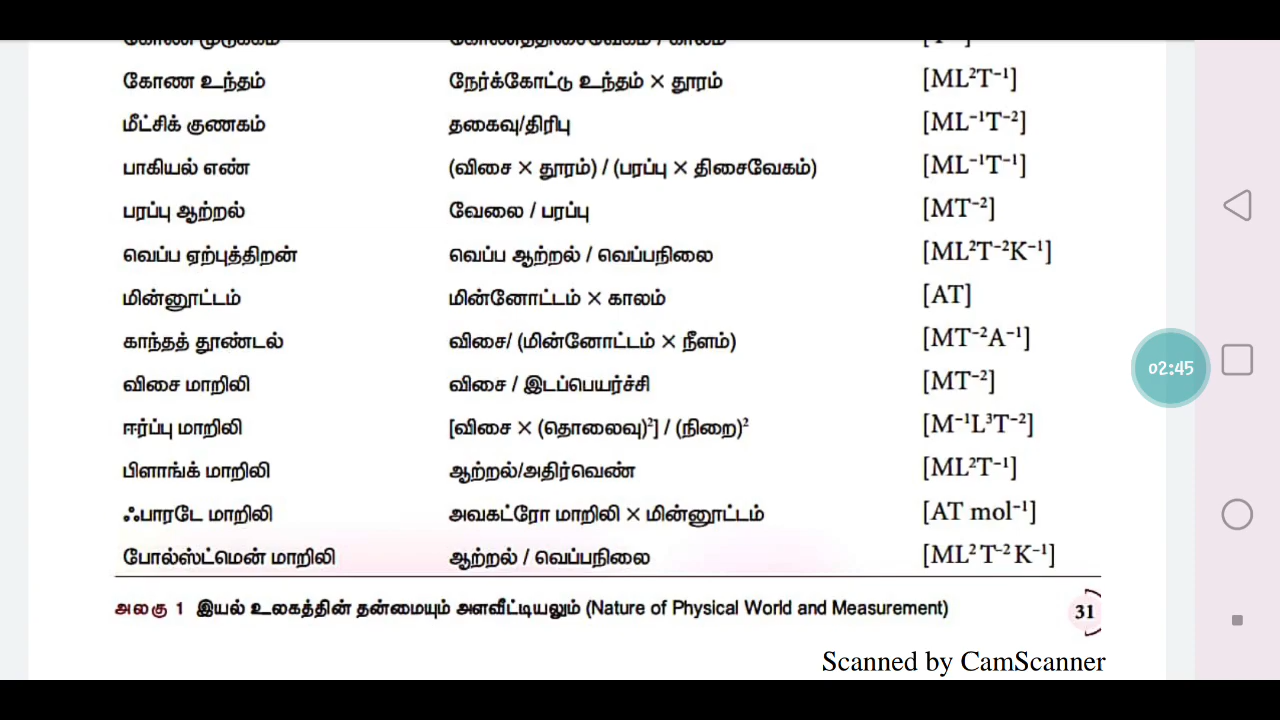 கோண உந்தம் நேர்க்கோட்டு உந்தம் × தூரம் [ML²T⁻¹]
மீட்சிக் குணகம் தகைவு/திரிபு [ML⁻¹T⁻²]
பாகியல் எண் (விசை × தூரம்) / (பரப்பு × திசைவேகம்) [ML⁻¹T⁻¹]
பரப்பு ஆற்றல் வேலை / பரப்பு [MT⁻²]
வெப்ப ஏற்புத்திறன் வெப்ப ஆற்றல் / வெப்பநிலை [ML²T⁻²K⁻¹]
மின்னூட்டம் மின்னோட்டம் × காலம் [AT]
காந்தத் தூண்டல் விசை/ (மின்னோட்டம் × நீளம்) [MT⁻²A⁻¹]
விசை மாறிலி விசை / இடப்பெயர்ச்சி [MT⁻²]
ஈர்ப்பு மாறிலி [விசை × (தொலைவு)²] / (நிறை)² [M⁻¹L³T⁻²]
பிளாங்க் மாறிலி ஆற்றல்/அதிர்வெண் [ML²T⁻¹]
ஃபாரடே மாறிலி அவகட்ரோ மாறிலி × மின்னூட்டம் [AT mol⁻¹]
போல்ஸ்ட்மென் மாறிலி ஆற்றல் / வெப்பநிலை [ML²T⁻²K⁻¹]
அலகு 1 இயல் உலகத்தின் தன்மையும் அளவீட்டியலும் (Nature of Physical World and Measurement) 31
Scanned by CamScanner
02:45